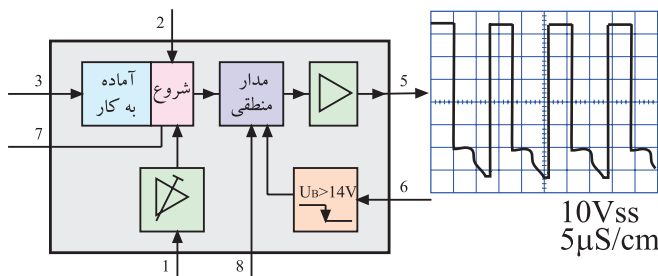 2
3
آماده
به کار
شروع
مدار
منطقی
5
7
UB>14V
6
1
8
10Vss
5µS/cm